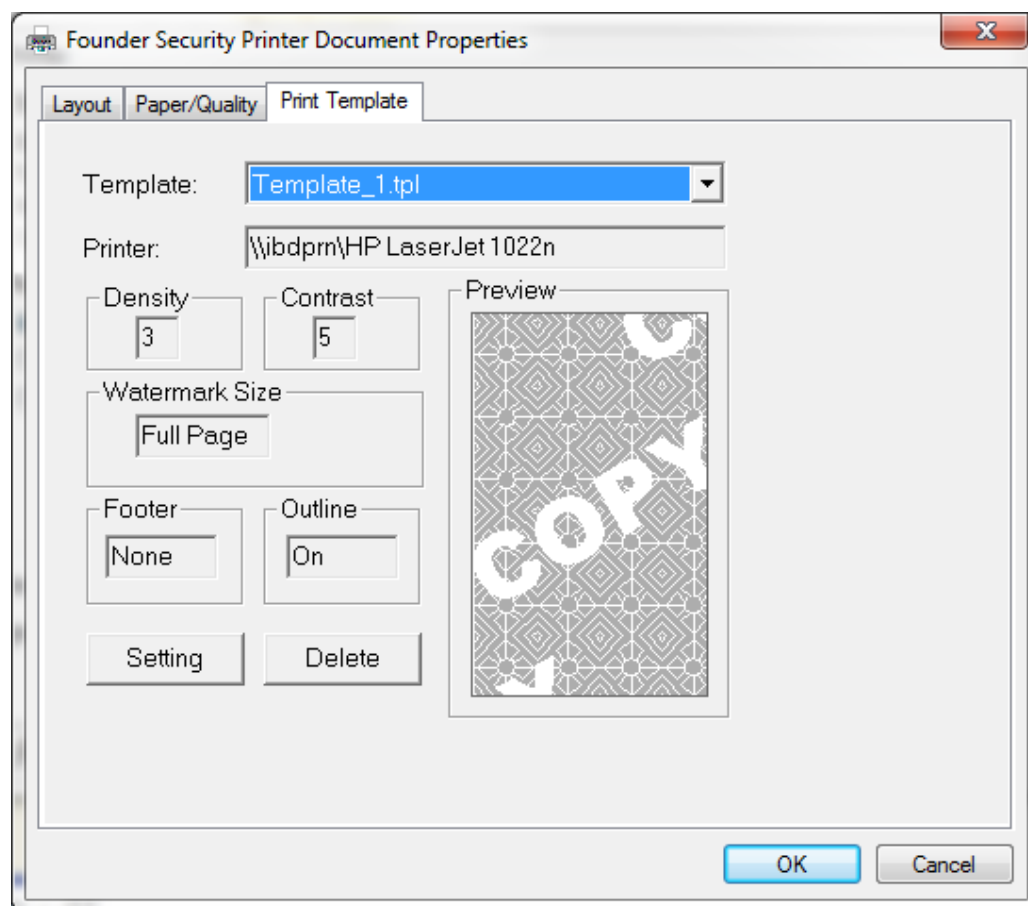 Founder Security Printer Document Properties
Layout Paper/Quality Print Template
Template: Template_1.tpl
Printer: \\ibdprn\HP LaserJet 1022n
Density Contrast Preview
3 5
Watermark Size
Full Page
Footer Outline
None On
Setting Delete
C
COPY
Y
OK Cancel